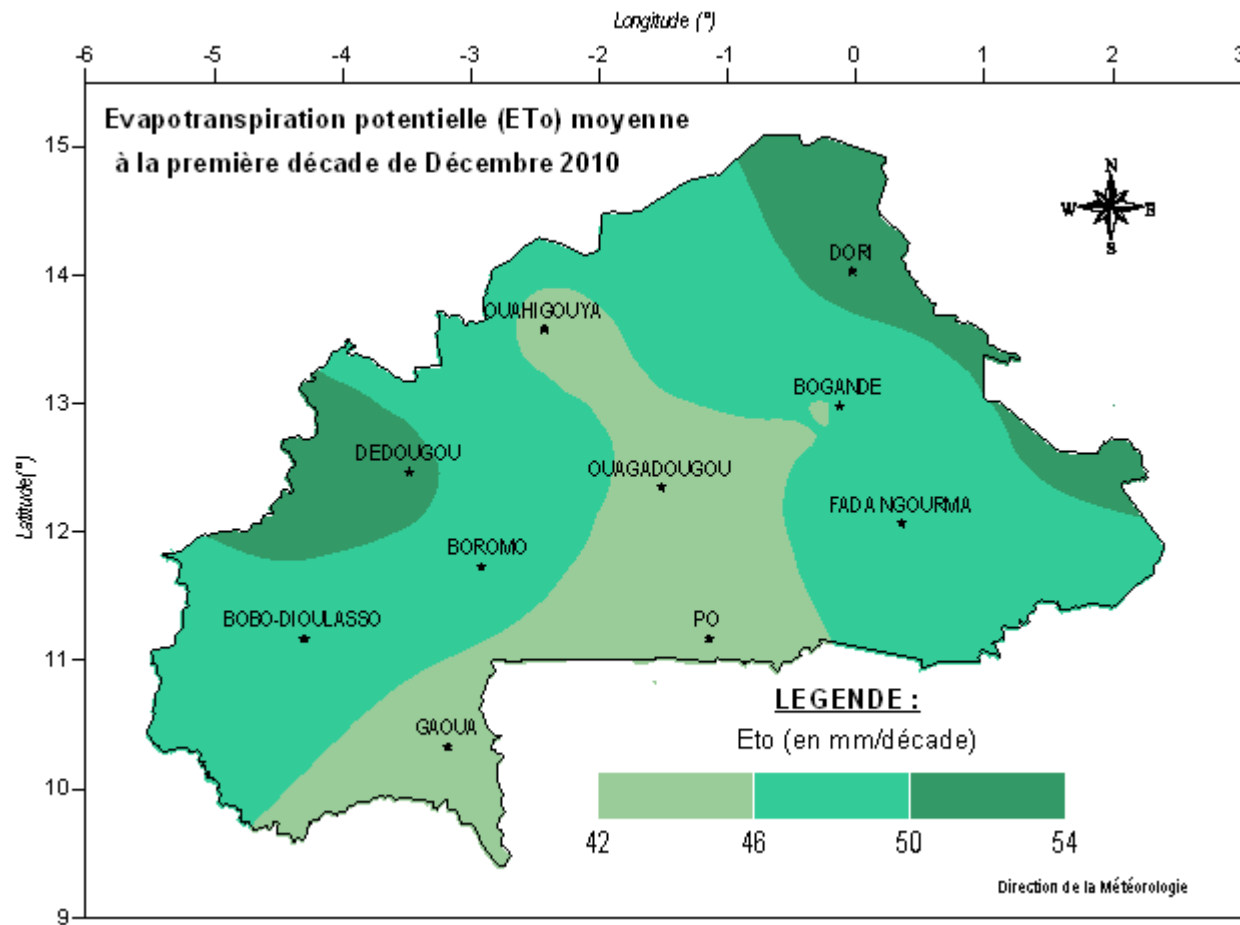 Longitude (°)
-6 -5 -4 -3 -2 -1 0 1 2 3
Evapotranspiration potentielle (ETo) moyenne
à la première décade de Décembre 2010
15
N
W E
S
DORI
14
OUAHIGOUYA
BOGANDE
13
DEDOUGOU
OUAGADOUGOU
FADA NGOURMA
Latitude(°)
12
BOROMO
BOBO-DIOULASSO
PO
11
LEGENDE :
GAOUA
Eto (en mm/décade)
10
42 46 50 54
Direction de la Météorologie
9